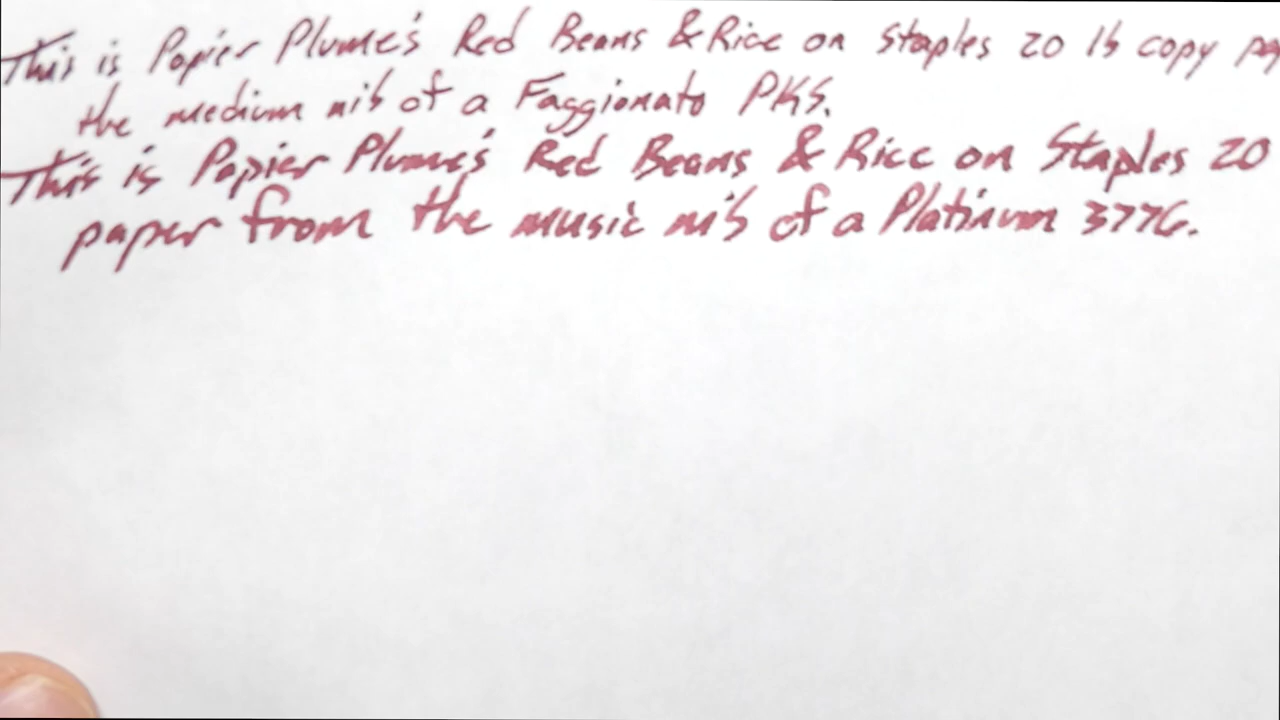 This is Papier Plume's Red Beans & Rice on Staples 20 lb copy
the medium nib of a Faggionato PKS.
This is Papier Plume's Red Beans & Rice on Staples 20
paper from the music nib of a Platinum 3776.